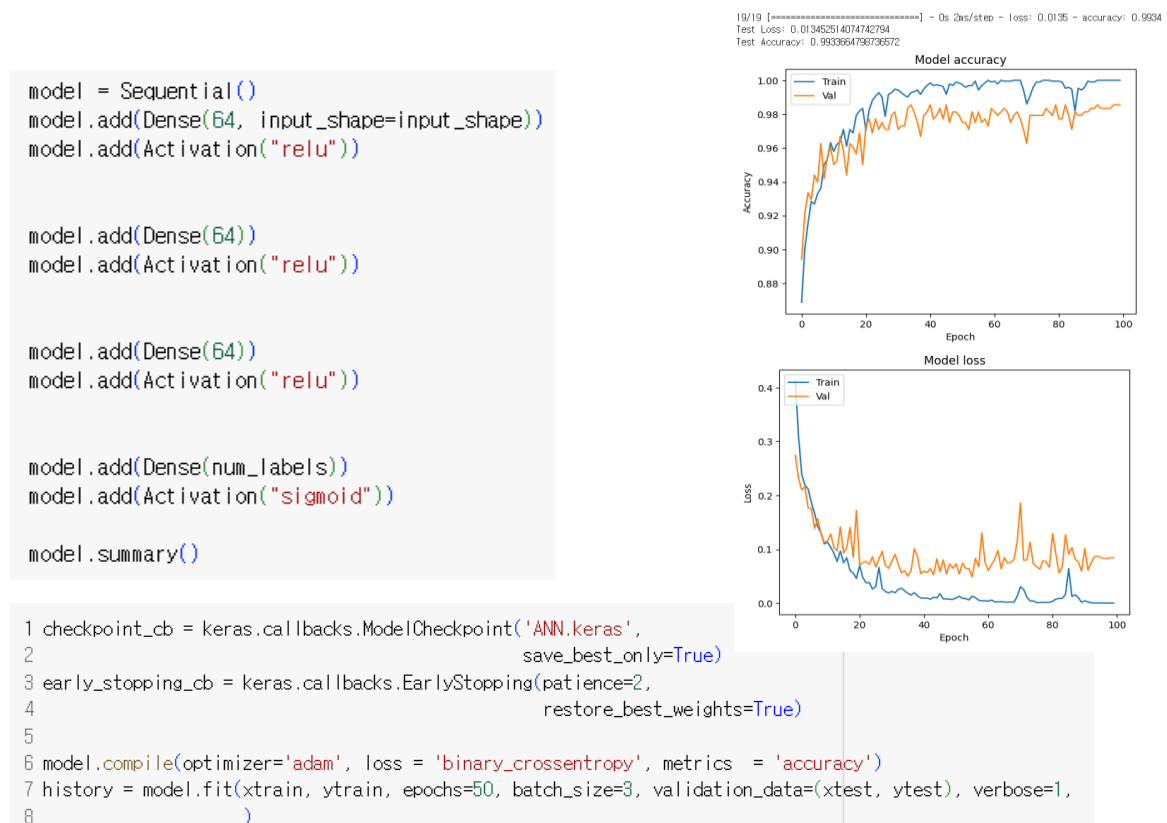 model = Sequential()
model.add(Dense(64, input_shape=input_shape))
model.add(Activation("relu"))
model.add(Dense(64))
model.add(Activation("relu"))
model.add(Dense(64))
model.add(Activation("relu"))
model.add(Dense(num_labels))
model.add(Activation("sigmoid"))
model.summary()
19/19 [==============================] - 0s 2ms/step - loss: 0.0135 - accuracy: 0.9934
Test Loss: 0.013452514074742794
Test Accuracy: 0.9933664798736572
Model accuracy
Train
Val
1.00
0.98
0.96
0.94
0.92
0.90
0.88
Accuracy
0 20 40 60 80 100
Epoch
Model loss
Train
Val
0.4
0.3
0.2
0.1
0.0
Loss
0 20 40 60 80 100
Epoch
1 checkpoint_cb = keras.callbacks.ModelCheckpoint('ANN.keras',
2 save_best_only=True)
3 early_stopping_cb = keras.callbacks.EarlyStopping(patience=2,
4 restore_best_weights=True)
5
6 model.compile(optimizer='adam', loss = 'binary_crossentropy', metrics = 'accuracy')
7 history = model.fit(xtrain, ytrain, epochs=50, batch_size=3, validation_data=(xtest, ytest), verbose=1,
8 )